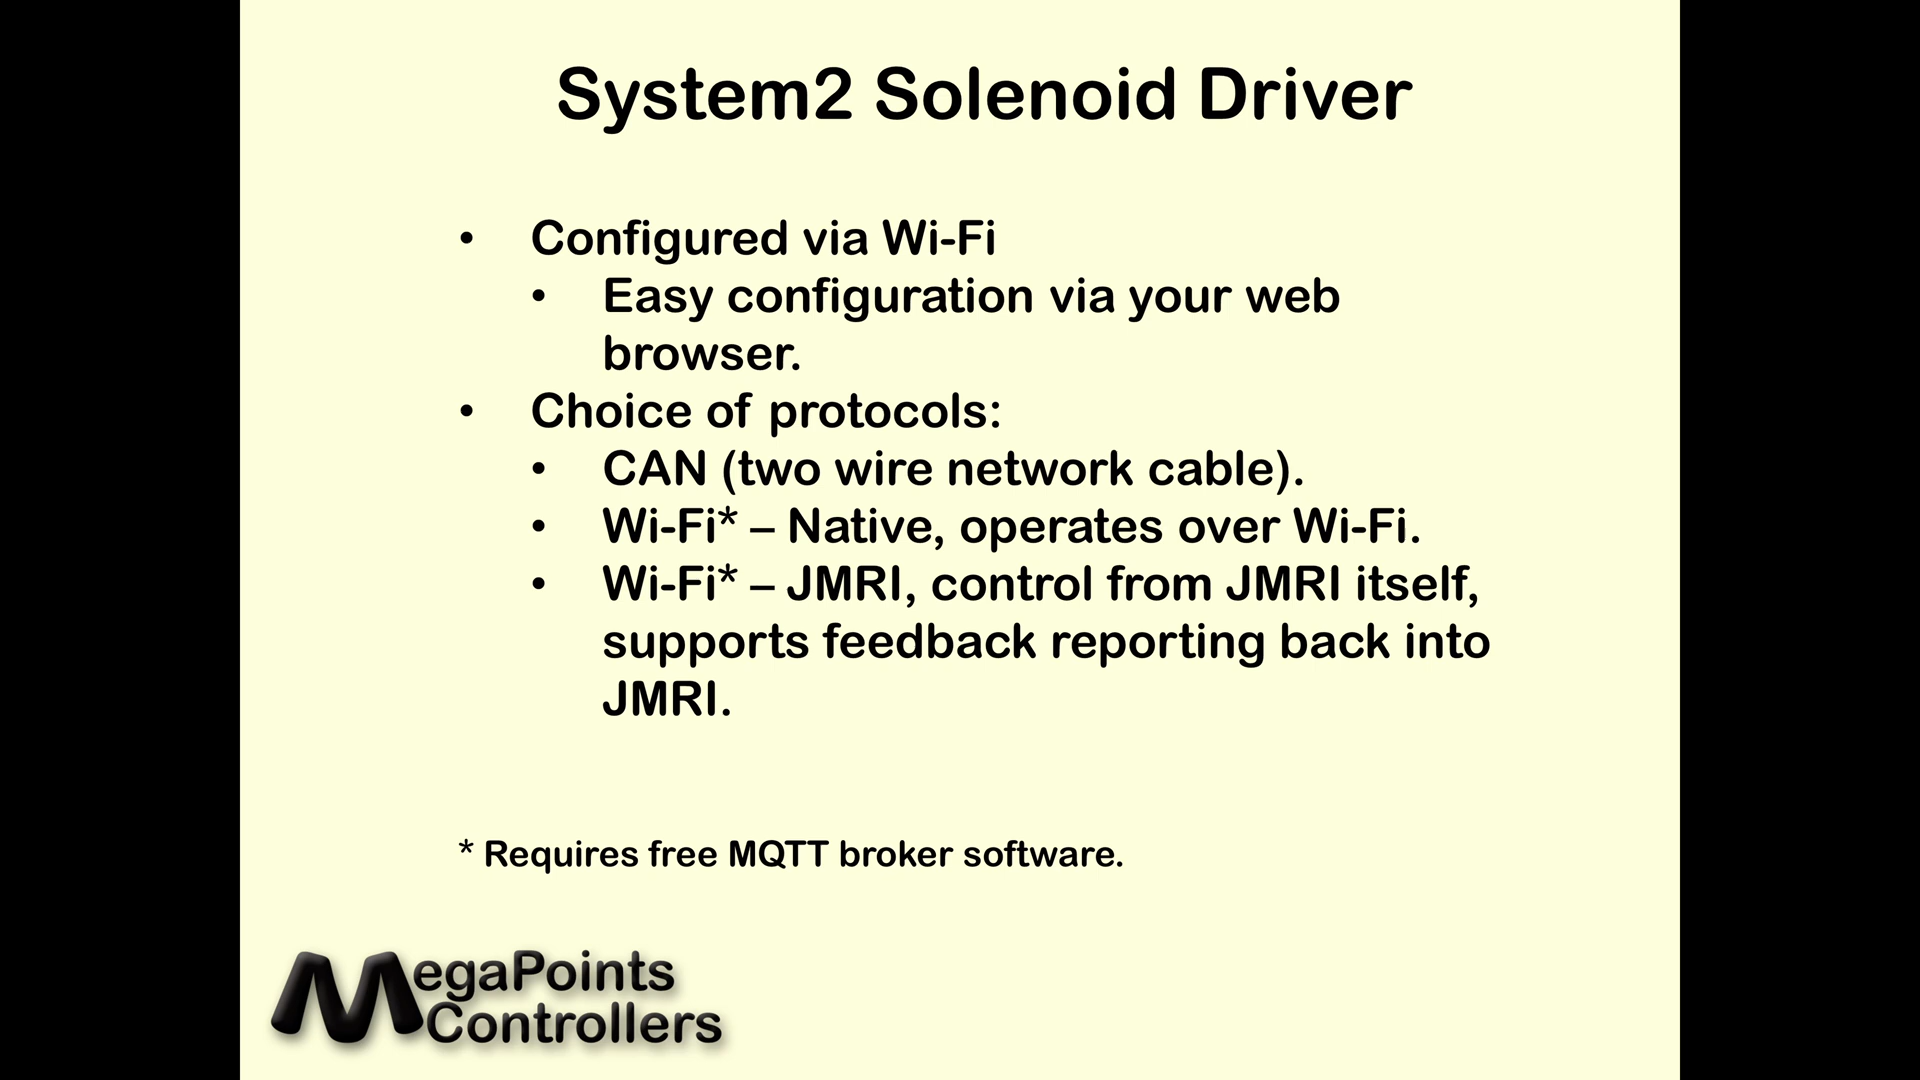 System2 Solenoid Driver
• Configured via Wi-Fi
• Easy configuration via your web
browser.
• Choice of protocols:
• CAN (two wire network cable).
• Wi-Fi* – Native, operates over Wi-Fi.
• Wi-Fi* – JMRI, control from JMRI itself,
supports feedback reporting back into
JMRI.
* Requires free MQTT broker software.
MegaPoints
Controllers